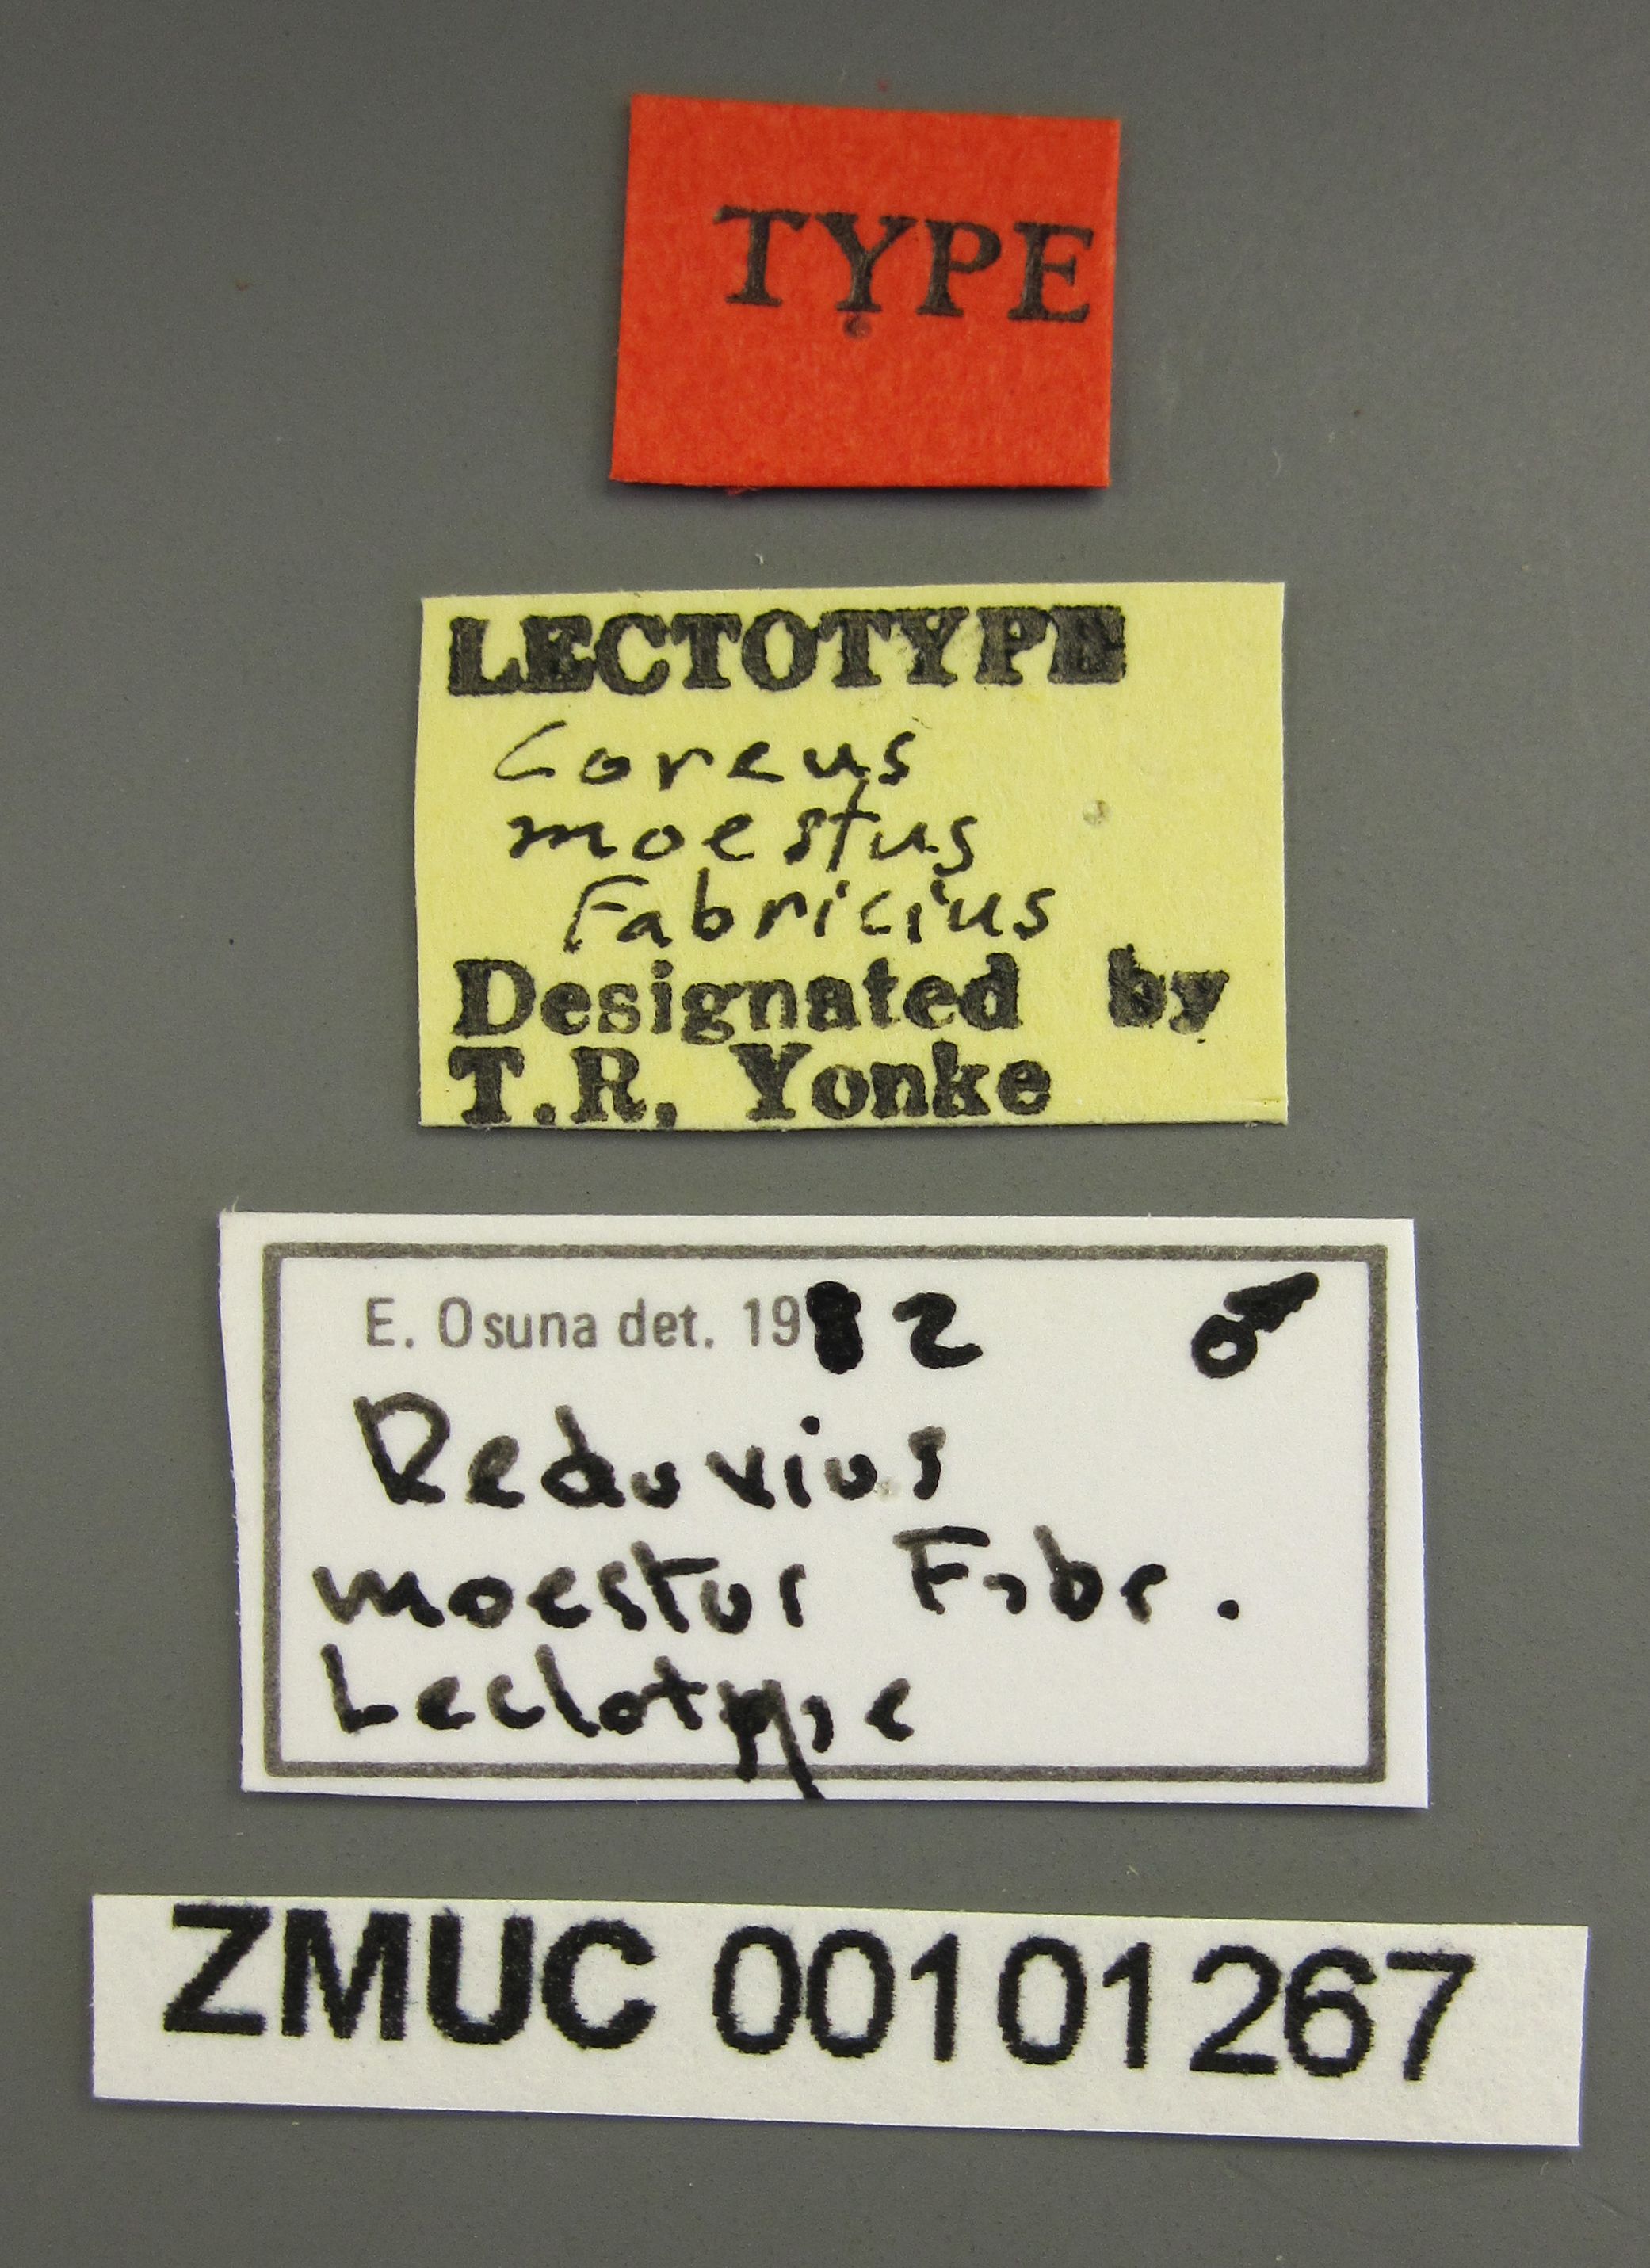 TYPE
LECTOTYPE
Coreus
moestus
Fabricius
Designated by
T.R. Yonke
E. Osuna det. 1982 ♂
Reduvius
moestus Fabr.
Lectotype
ZMUC 00101267